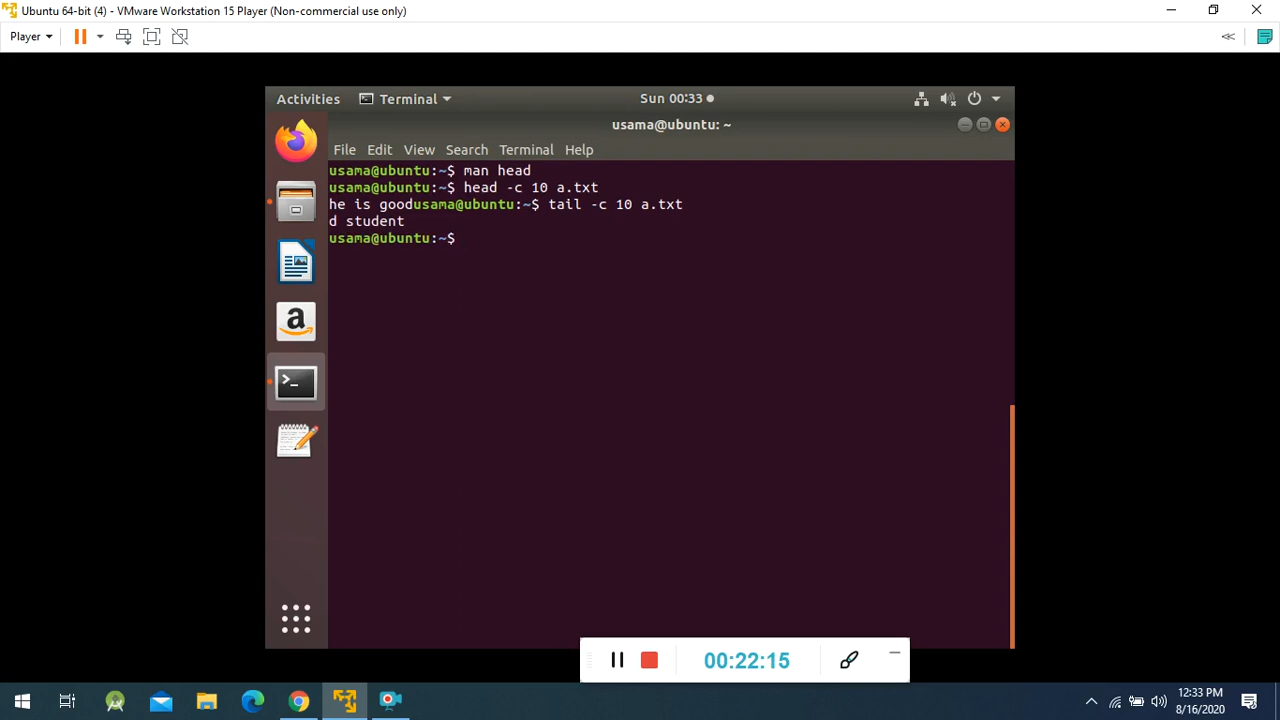 Ubuntu 64-bit (4) - VMware Workstation 15 Player (Non-commercial use only)
Player
Activities Terminal Sun 00:33
usama@ubuntu: ~
File Edit View Search Terminal Help
usama@ubuntu:~$ man head
usama@ubuntu:~$ head -c 10 a.txt
he is goodusama@ubuntu:~$ tail -c 10 a.txt
d student
usama@ubuntu:~$
00:22:15
12:33 PM
8/16/2020